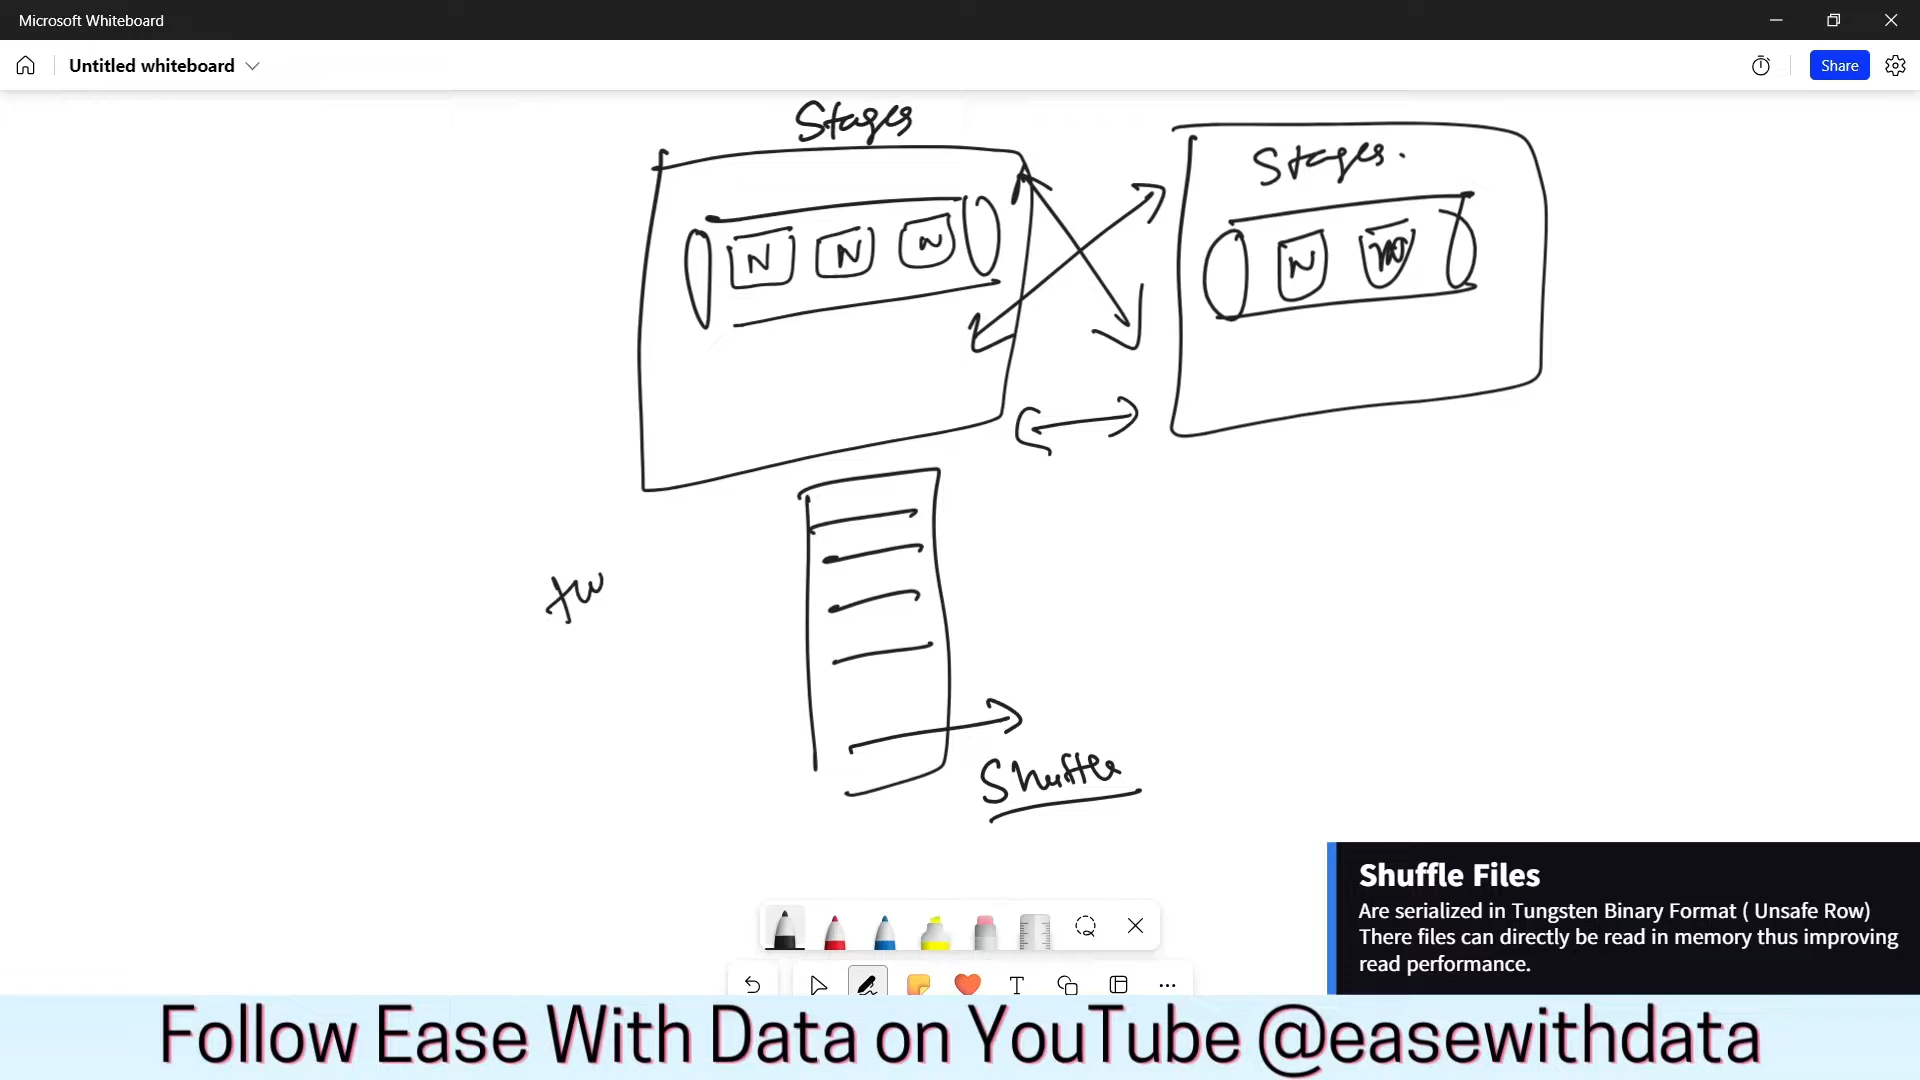 Microsoft Whiteboard
Untitled whiteboard
Share
Stages
Stages.
N N N
N
Shuffle
Shuffle Files
Are serialized in Tungsten Binary Format ( Unsafe Row)
There files can directly be read in memory thus improving
read performance.
T
Follow Ease With Data on YouTube @easewithdata